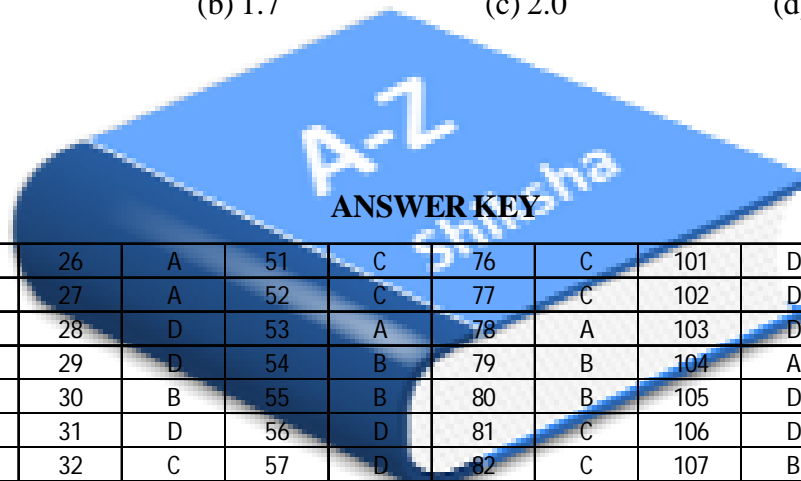 (b) 1.7 (c) 2.0 (d)
A-Z
Shiksha
ANSWER KEY
26 A 51 C 76 C 101 D
27 A 52 C 77 C 102 D
28 D 53 A 78 A 103 D
29 D 54 B 79 B 104 A
30 B 55 B 80 B 105 D
31 D 56 D 81 C 106 D
32 C 57 D 82 C 107 B